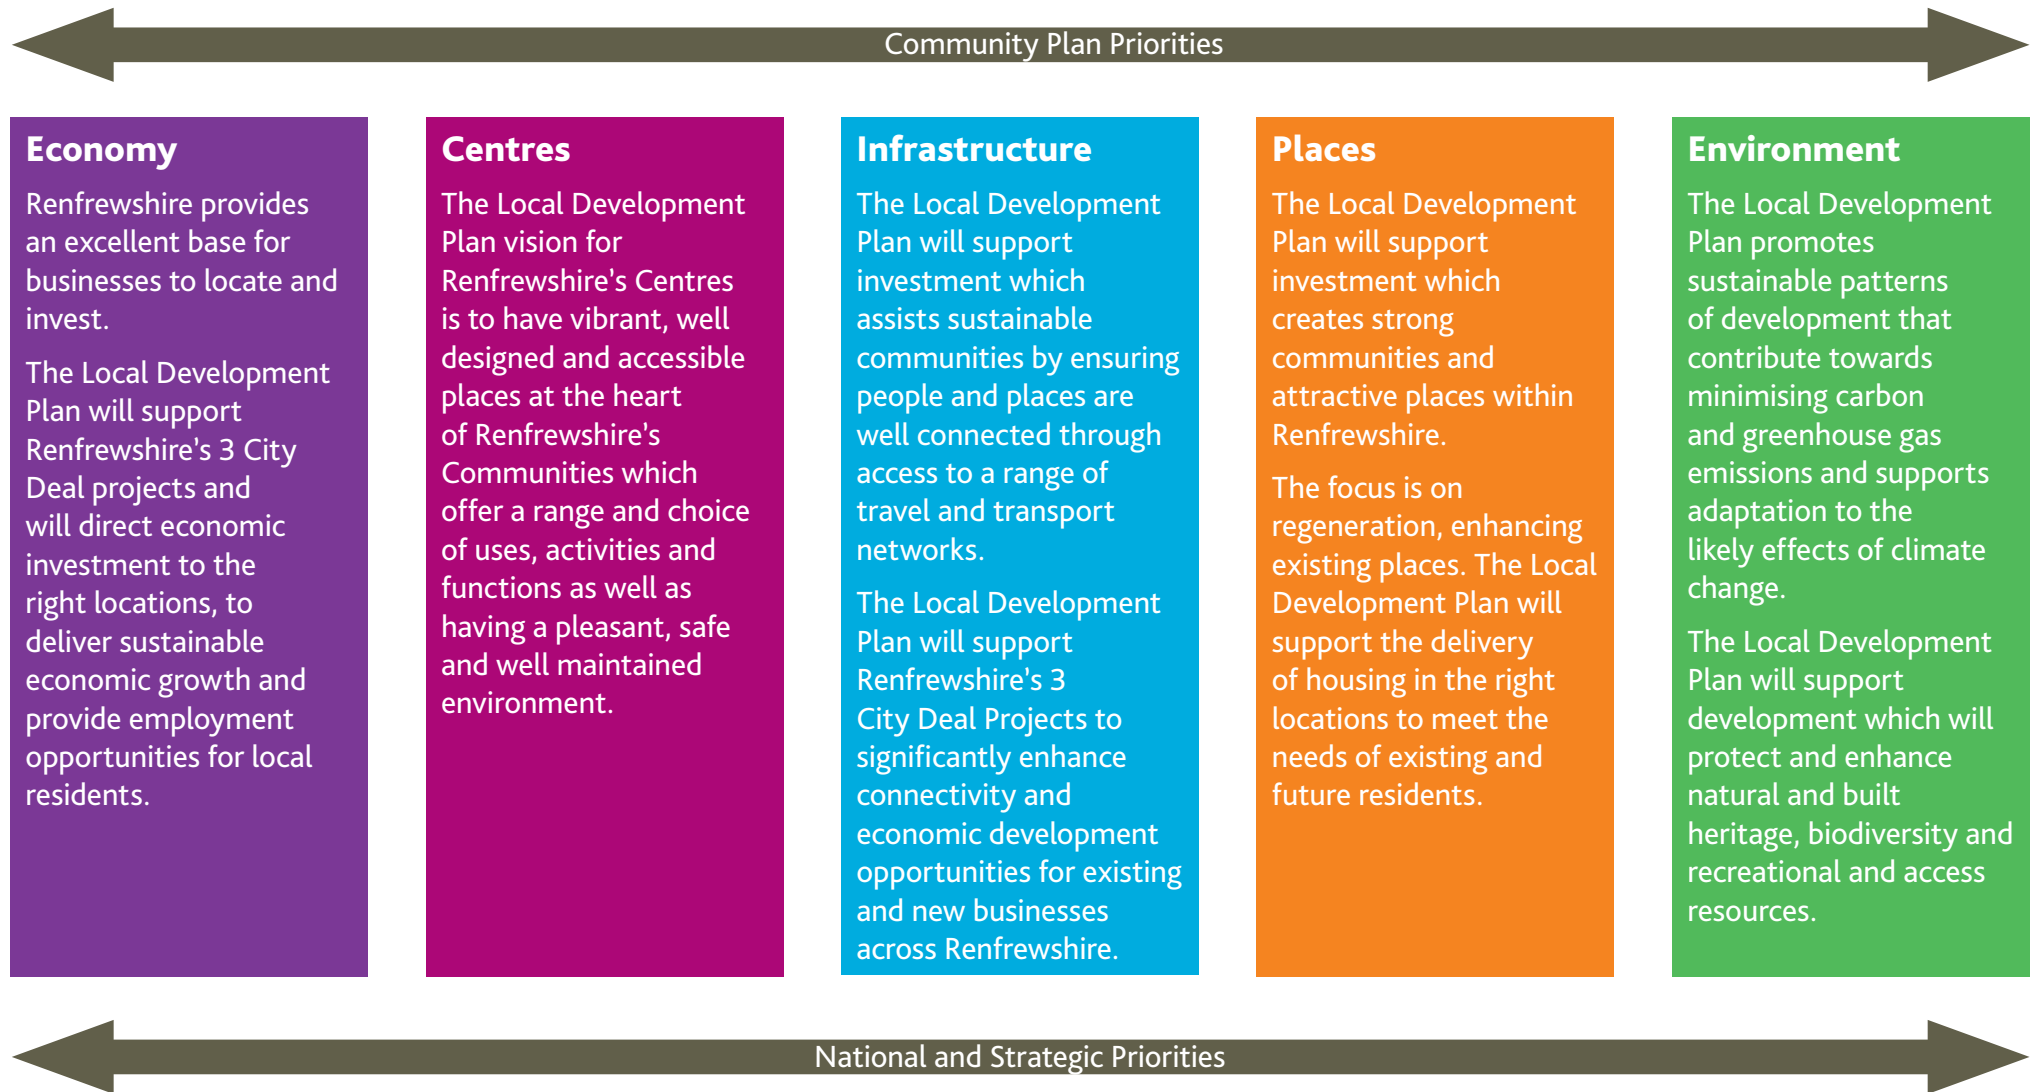 Community Plan Priorities
Economy
Renfrewshire provides
an excellent base for
businesses to locate and
invest.
The Local Development
Plan will support
Renfrewshire's 3 City
Deal projects and
will direct economic
investment to the
right locations, to
deliver sustainable
economic growth and
provide employment
opportunities for local
residents.
Centres
The Local Development
Plan vision for
Renfrewshire's Centres
is to have vibrant, well
designed and accessible
places at the heart
of Renfrewshire's
Communities which
offer a range and choice
of uses, activities and
functions as well as
having a pleasant, safe
and well maintained
environment.
Infrastructure
The Local Development
Plan will support
investment which
assists sustainable
communities by ensuring
people and places are
well connected through
access to a range of
travel and transport
networks.
The Local Development
Plan will support
Renfrewshire's 3
City Deal Projects to
significantly enhance
connectivity and
economic development
opportunities for existing
and new businesses
across Renfrewshire.
Places
The Local Development
Plan will support
investment which
creates strong
communities and
attractive places within
Renfrewshire.
The focus is on
regeneration, enhancing
existing places. The Local
Development Plan will
support the delivery
of housing in the right
locations to meet the
needs of existing and
future residents.
Environment
The Local Development
Plan promotes
sustainable patterns
of development that
contribute towards
minimising carbon
and greenhouse gas
emissions and supports
adaptation to the
likely effects of climate
change.
The Local Development
Plan will support
development which will
protect and enhance
natural and built
heritage, biodiversity and
recreational and access
resources.
National and Strategic Priorities